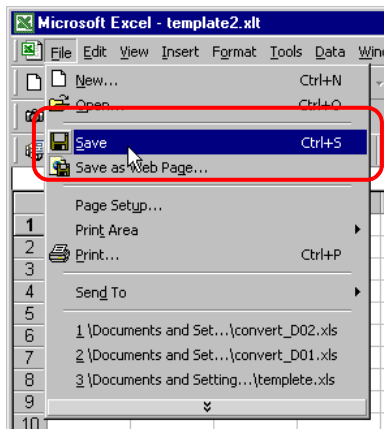 Microsoft Excel - template2.xlt
File Edit View Insert Format Tools Data
New... Ctrl+N
Open... Ctrl+O
Save Ctrl+S
Save as Web Page...
Page Setup...
Print Area
Print... Ctrl+P
Send To
1 \Documents and Set...\convert_D02.xls
2 \Documents and Set...\convert_D01.xls
3 \Documents and Setting...\templete.xls
1
2
3
4
5
6
7
8
9
10